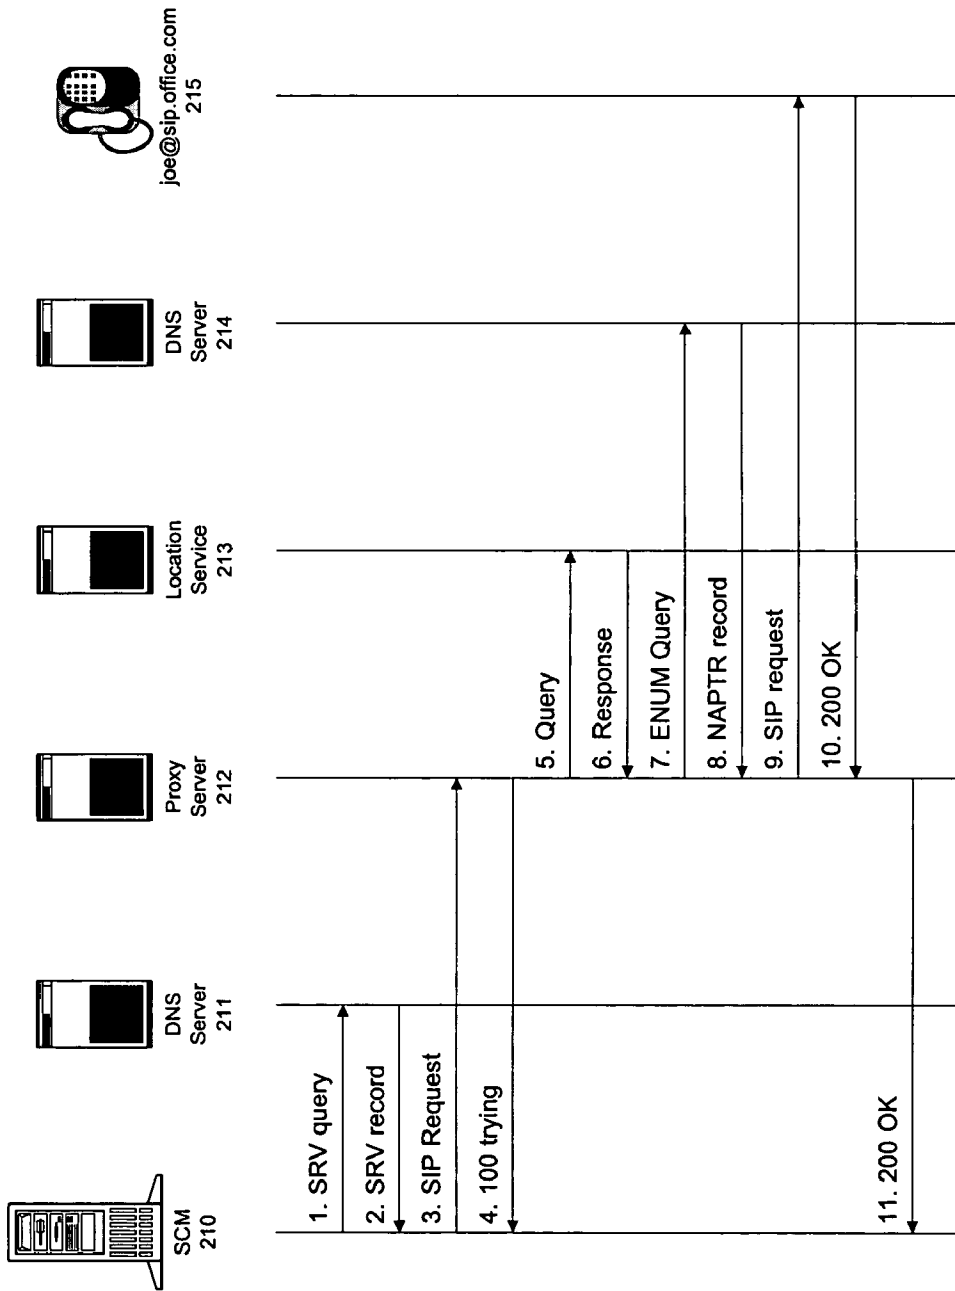 SCM
210
DNS
Server
211
Proxy
Server
212
Location
Service
213
DNS
Server
214
joe@sip.office.com
215
1. SRV query
2. SRV record
3. SIP Request
4. 100 trying
5. Query
6. Response
7. ENUM Query
8. NAPTR record
9. SIP request
10. 200 OK
11. 200 OK